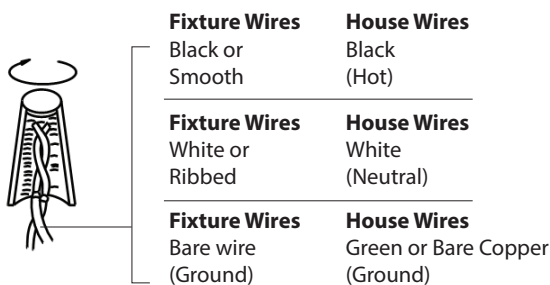 Fixture Wires House Wires
Black or Black
Smooth (Hot)
Fixture Wires House Wires
White or White
Ribbed (Neutral)
Fixture Wires House Wires
Bare wire Green or Bare Copper
(Ground) (Ground)